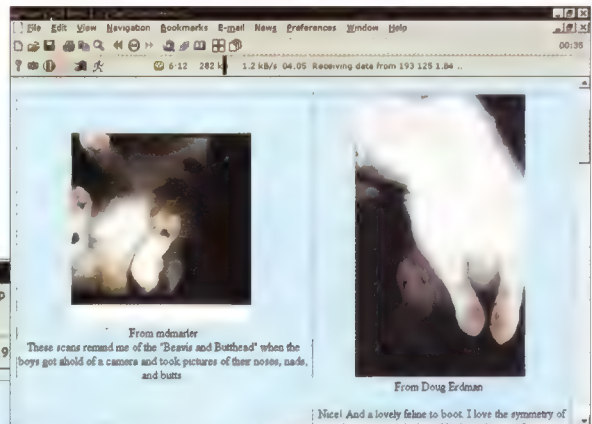 File Edit View Navigation Bookmarks E-mail News Preferences Window Help
00:35
6-12 282 k 1.2 kB/s 04.05 Receiving data from 193 125 1.84 ..
From mdmarier
These scans remind me of the "Beavis and Butthead" when the
boys got ahold of a camera and took pictures of their noses, nads,
and butts
From Doug Erdman
Nice! And a lovely feline to boot. I love the symmetry of
9